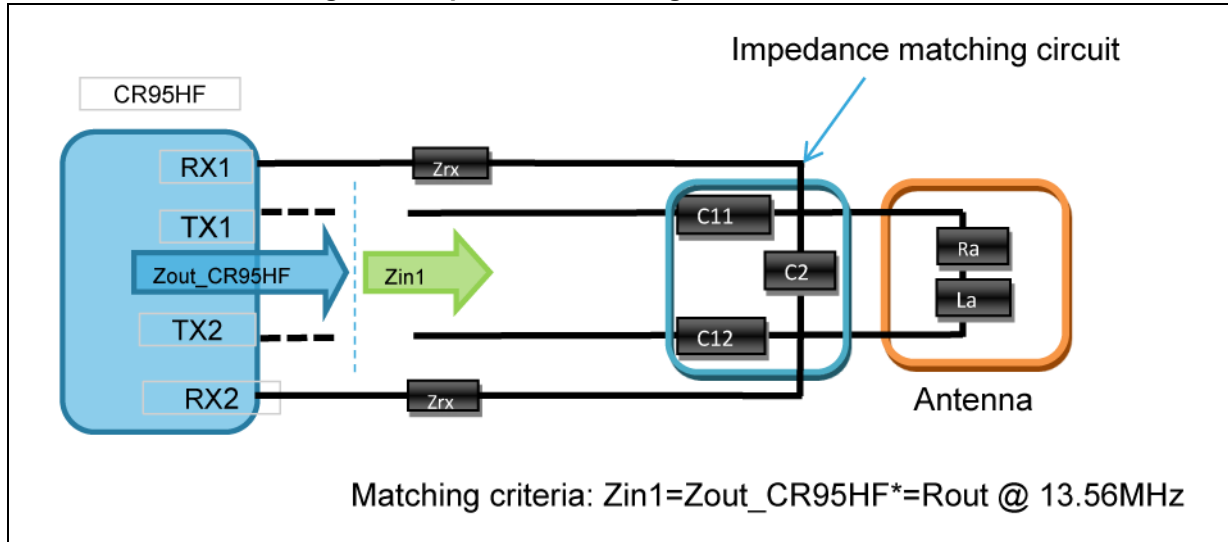 Impedance matching circuit
CR95HF
RX1
Zrx
TX1
C11
Ra
Zout_CR95HF
Zin1
C2
La
TX2
C12
RX2
Zrx
Antenna
Matching criteria: Zin1=Zout_CR95HF*=Rout @ 13.56MHz